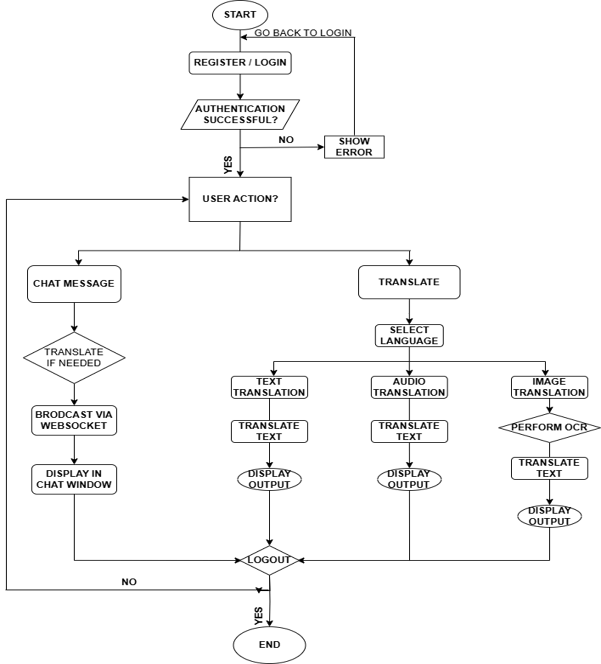 START
GO BACK TO LOGIN
REGISTER / LOGIN
AUTHENTICATION
SUCCESSFUL?
NO
SHOW
ERROR
YES
USER ACTION?
CHAT MESSAGE
TRANSLATE
TRANSLATE
IF NEEDED
SELECT
LANGUAGE
TEXT
TRANSLATION
AUDIO
TRANSLATION
IMAGE
TRANSLATION
BRODCAST VIA
WEBSOCKET
TRANSLATE
TEXT
TRANSLATE
TEXT
PERFORM OCR
DISPLAY IN
CHAT WINDOW
DISPLAY
OUTPUT
DISPLAY
OUTPUT
TRANSLATE
TEXT
DISPLAY
OUTPUT
LOGOUT
NO
YES
END